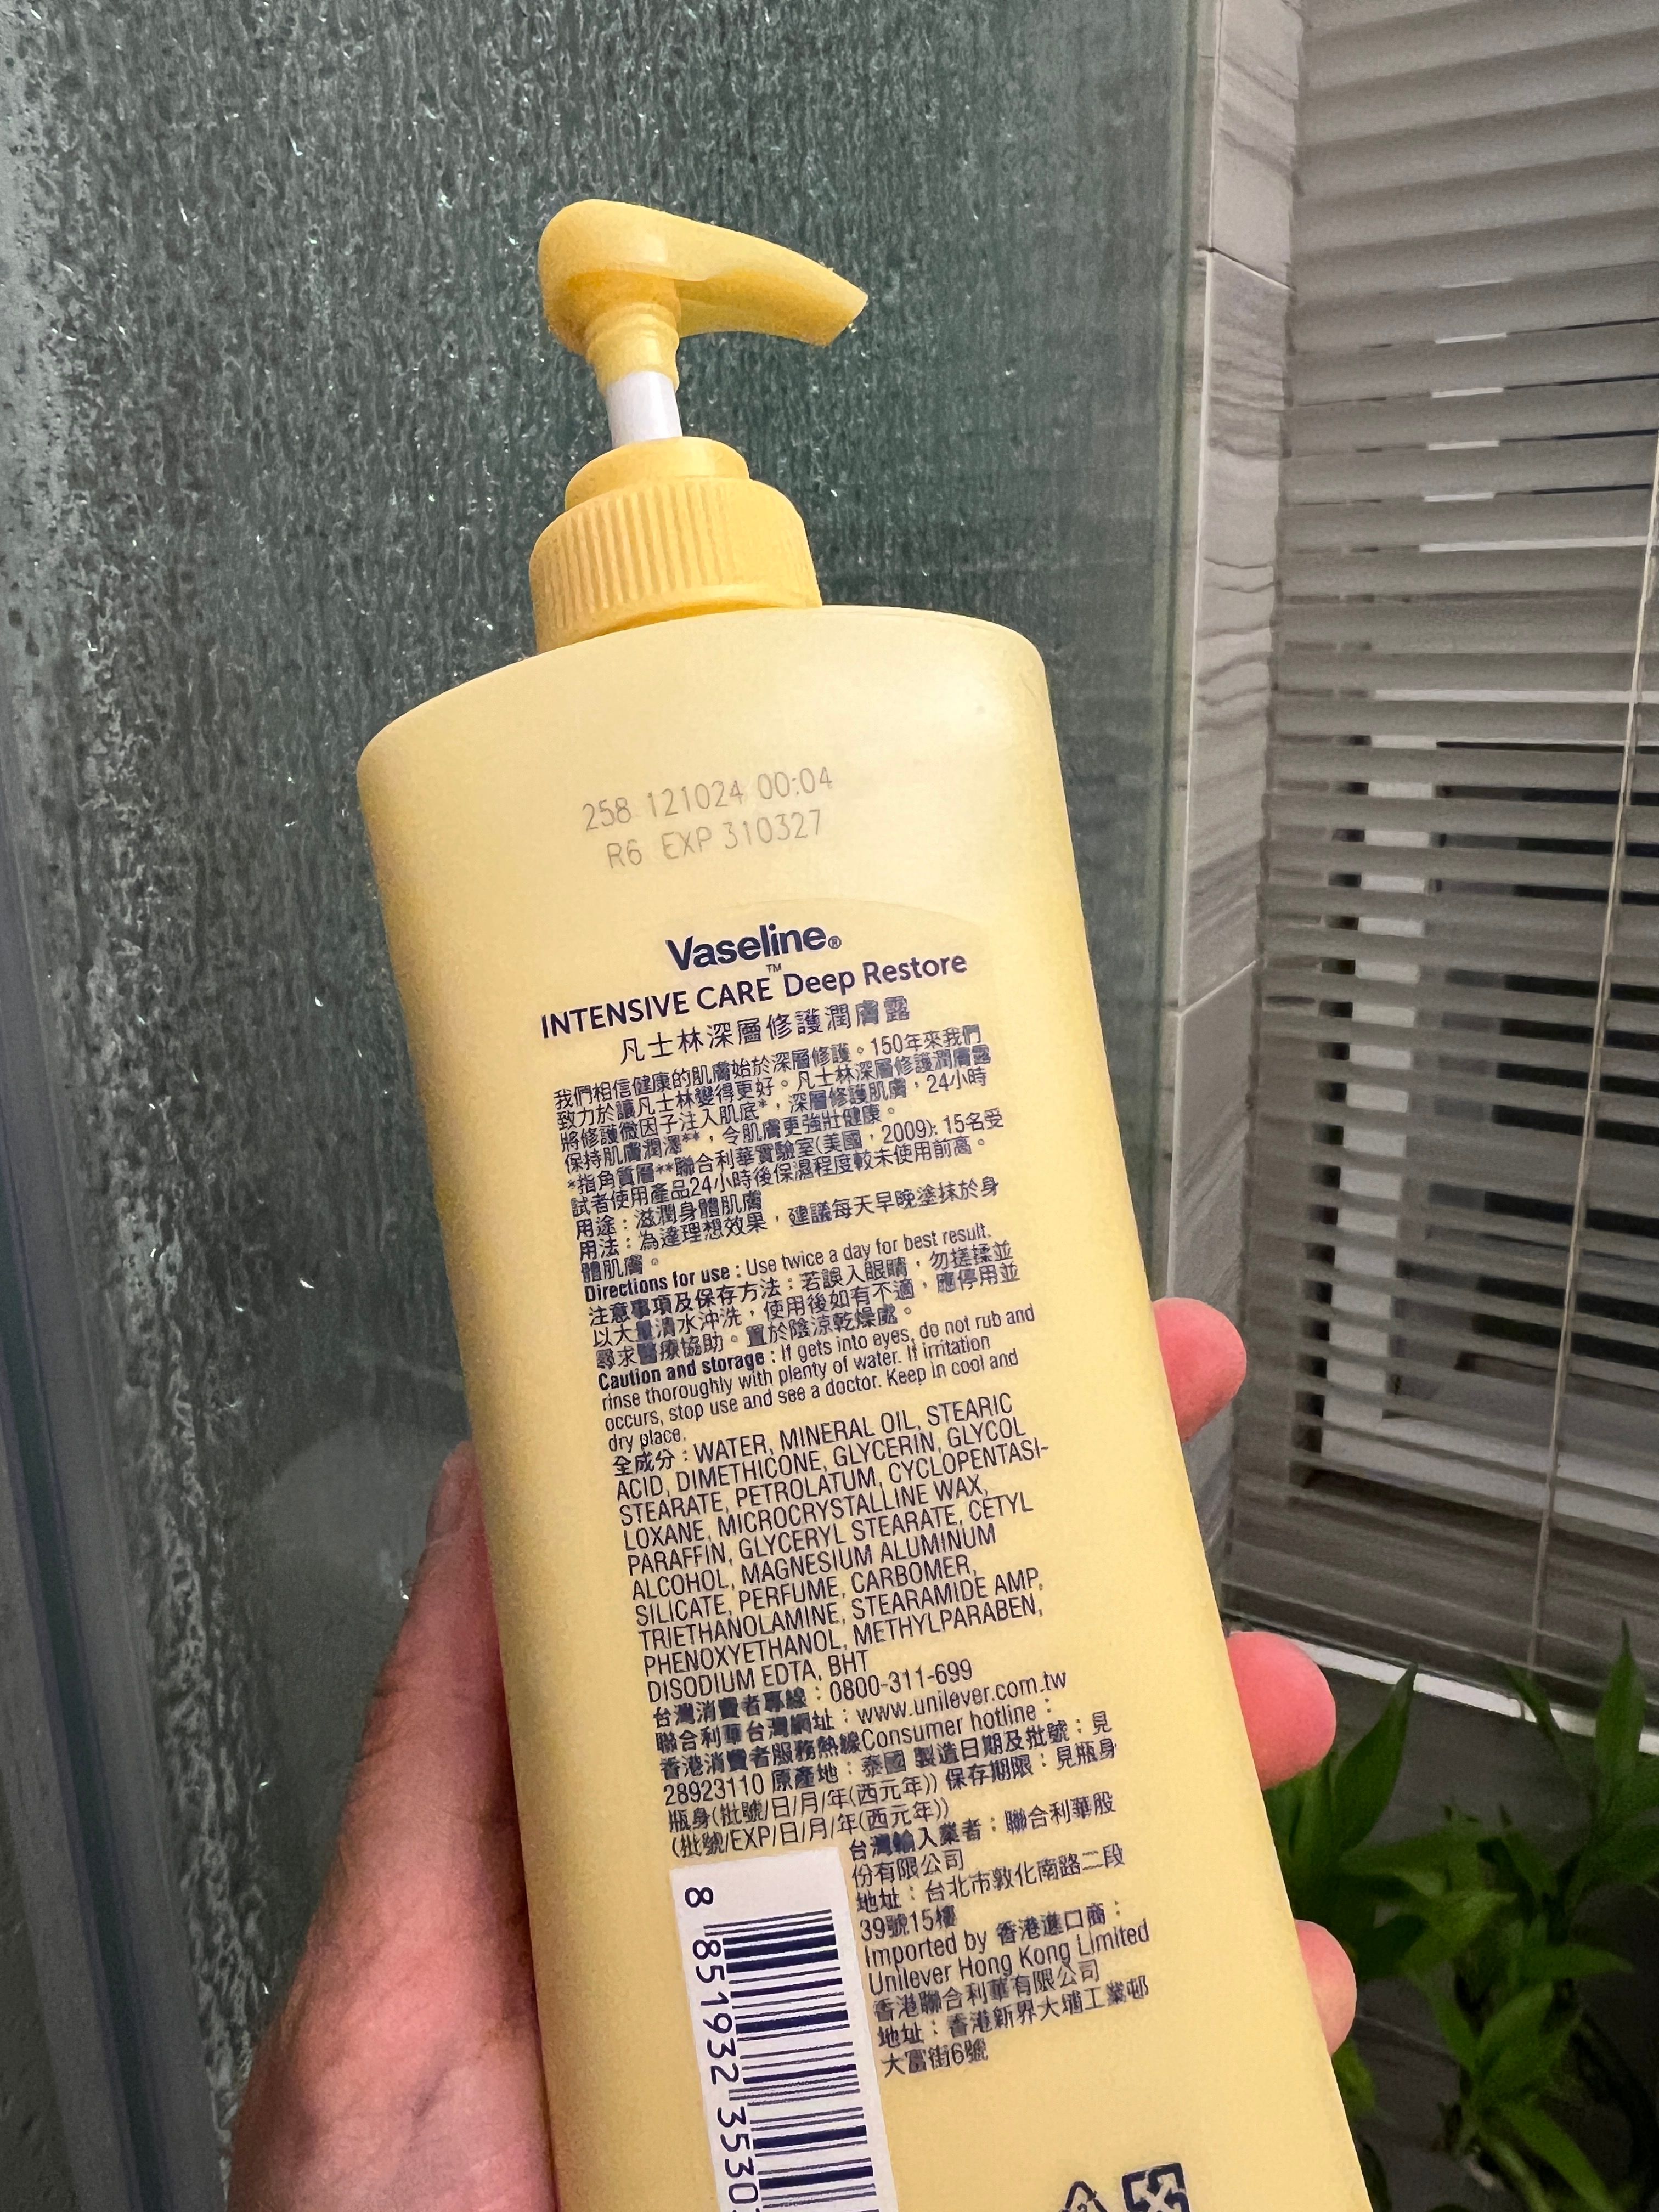 258 121024 00:04
R6 EXP 310327
Vaseline®
INTENSIVE CARE™ Deep Restore
凡士林深層修護潤膚露
我們相信健康的肌膚始於深層修護。150年來我們
致力於讓凡士林變得更好。凡士林深層修護潤膚露
將修護微因子注入肌底*，深層修護肌膚，24小時
保持肌膚潤澤**，令肌膚更強壯健康。
*指角質層**聯合利華實驗室(美國，2009): 15名受
試者使用產品24小時後保濕程度較未使用前高。
用途：滋潤身體肌膚
用法：為達理想效果，建議每天早晚塗抹於身
體肌膚。
Directions for use : Use twice a day for best result.
注意事項及保存方法：若誤入眼睛，勿搓揉並
以大量清水沖洗，使用後如有不適，應停用並
尋求醫療協助。置於陰涼乾燥處。
Caution and storage : If gets into eyes, do not rub and
rinse thoroughly with plenty of water. If irritation
occurs, stop use and see a doctor. Keep in cool and
dry place.
全成分：WATER, MINERAL OIL, STEARIC
ACID, DIMETHICONE, GLYCERIN, GLYCOL
STEARATE, PETROLATUM, CYCLOPENTASI-
LOXANE, MICROCRYSTALLINE WAX,
PARAFFIN, GLYCERYL STEARATE, CETYL
ALCOHOL, MAGNESIUM ALUMINUM
SILICATE, PERFUME, CARBOMER,
TRIETHANOLAMINE, STEARAMIDE AMP,
PHENOXYETHANOL, METHYLPARABEN,
DISODIUM EDTA, BHT
台灣消費者專線：0800-311-699
聯合利華台灣網址：www.unilever.com.tw
香港消費者服務熱線Consumer hotline：
28923110 原產地：泰國 製造日期及批號：見
瓶身(批號/日/月/年(西元年)) 保存期限：見瓶身
(批號/EXP/日/月/年(西元年))
台灣輸入業者：聯合利華股
份有限公司
地址：台北市敦化南路二段
39號15樓
Imported by 香港進口商：
Unilever Hong Kong Limited
香港聯合利華有限公司
地址：香港新界大埔工業邨
大富街6號
8 851932 3530